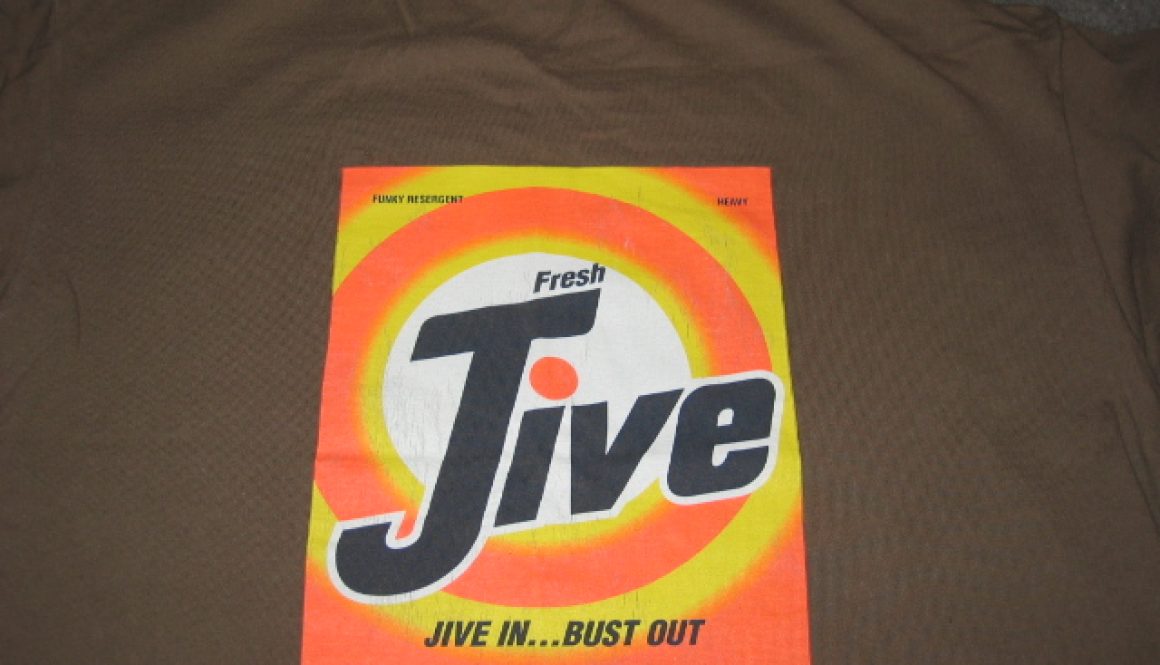 FUNKY RESERGENT HEAVY
Fresh
Jive
JIVE IN...BUST OUT